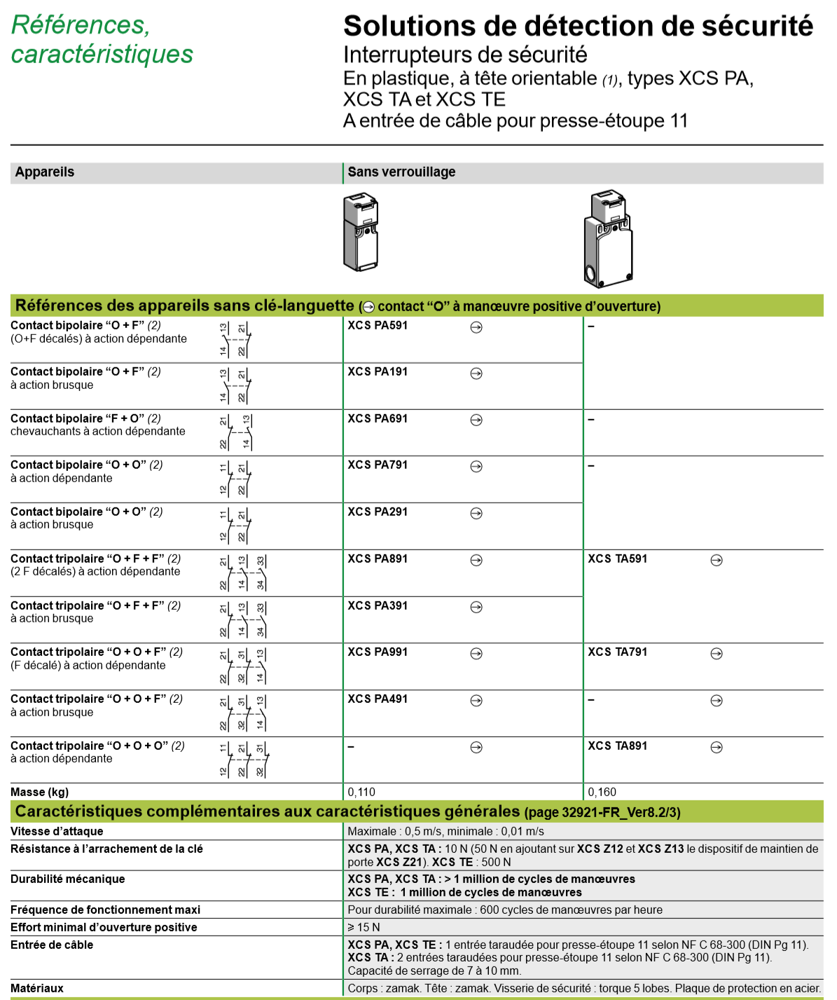 Références,
caractéristiques
Solutions de détection de sécurité
Interrupteurs de sécurité
En plastique, à tête orientable (1), types XCS PA,
XCS TA et XCS TE
A entrée de câble pour presse-étoupe 11
Appareils
Sans verrouillage
Références des appareils sans clé-languette (⊖ contact “O” à manœuvre positive d’ouverture)
Contact bipolaire “O + F” (2)
(O+F décalés) à action dépendante
13 21
14 22
XCS PA591
–
Contact bipolaire “O + F” (2)
à action brusque
13 21
14 22
XCS PA191
Contact bipolaire “F + O” (2)
chevauchants à action dépendante
21 13
22 14
XCS PA691
–
Contact bipolaire “O + O” (2)
à action dépendante
11 21
12 22
XCS PA791
–
Contact bipolaire “O + O” (2)
à action brusque
11 21
12 22
XCS PA291
Contact tripolaire “O + F + F” (2)
(2 F décalés) à action dépendante
21 13 33
22 14 34
XCS PA891
XCS TA591
Contact tripolaire “O + F + F” (2)
à action brusque
21 13 33
22 14 34
XCS PA391
Contact tripolaire “O + O + F” (2)
(F décalé) à action dépendante
21 31 13
22 32 14
XCS PA991
XCS TA791
Contact tripolaire “O + O + F” (2)
à action brusque
21 31 13
22 32 14
XCS PA491
–
Contact tripolaire “O + O + O” (2)
à action dépendante
11 21 31
12 22 32
–
XCS TA891
Masse (kg)
0,110
0,160
Caractéristiques complémentaires aux caractéristiques générales (page 32921-FR_Ver8.2/3)
Vitesse d’attaque
Maximale : 0,5 m/s, minimale : 0,01 m/s
Résistance à l’arrachement de la clé
XCS PA, XCS TA : 10 N (50 N en ajoutant sur XCS Z12 et XCS Z13 le dispositif de maintien de
porte XCS Z21). XCS TE : 500 N
Durabilité mécanique
XCS PA, XCS TA : > 1 million de cycles de manœuvres
XCS TE : 1 million de cycles de manœuvres
Fréquence de fonctionnement maxi
Pour durabilité maximale : 600 cycles de manœuvres par heure
Effort minimal d’ouverture positive
⩾ 15 N
Entrée de câble
XCS PA, XCS TE : 1 entrée taraudée pour presse-étoupe 11 selon NF C 68-300 (DIN Pg 11).
XCS TA : 2 entrées taraudées pour presse-étoupe 11 selon NF C 68-300 (DIN Pg 11).
Capacité de serrage de 7 à 10 mm.
Matériaux
Corps : zamak. Tête : zamak. Visserie de sécurité : torque 5 lobes. Plaque de protection en acier.